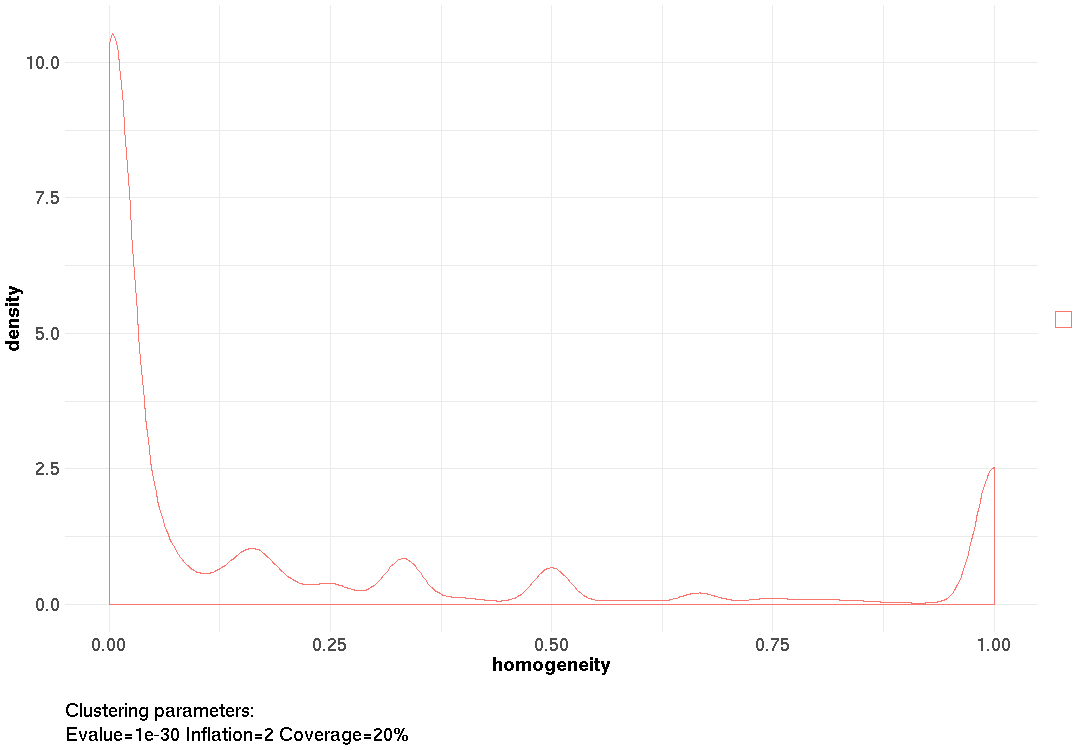 10.0
7.5
5.0
2.5
0.0
density
0.00 0.25 0.50 0.75 1.00
homogeneity
Clustering parameters:
Evalue=1e-30 Inflation=2 Coverage=20%